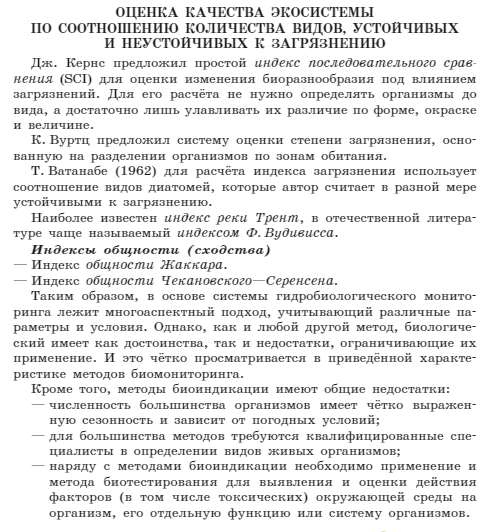 ОЦЕНКА КАЧЕСТВА ЭКОСИСТЕМЫ
ПО СООТНОШЕНИЮ КОЛИЧЕСТВА ВИДОВ, УСТОЙЧИВЫХ
И НЕУСТОЙЧИВЫХ К ЗАГРЯЗНЕНИЮ
Дж. Кернс предложил простой индекс последовательного срав-
нения (SCI) для оценки изменения биоразнообразия под влиянием
загрязнений. Для его расчёта не нужно определять организмы до
вида, а достаточно лишь улавливать их различие по форме, окраске
и величине.
К. Вуртц предложил систему оценки степени загрязнения, осно-
ванную на разделении организмов по зонам обитания.
Т. Ватанабе (1962) для расчёта индекса загрязнения использует
соотношение видов диатомей, которые автор считает в разной мере
устойчивыми к загрязнению.
Наиболее известен индекс реки Трент, в отечественной литера-
туре чаще называемый индексом Ф. Вудивисса.
Индексы общности (сходства)
— Индекс общности Жаккара.
— Индекс общности Чекановского—Серенсена.
Таким образом, в основе системы гидробиологического монито-
ринга лежит многоаспектный подход, учитывающий различные па-
раметры и условия. Однако, как и любой другой метод, биологиче-
ский имеет как достоинства, так и недостатки, ограничивающие их
применение. И это чётко просматривается в приведённой характе-
ристике методов биомониторинга.
Кроме того, методы биоиндикации имеют общие недостатки:
— численность большинства организмов имеет чётко выражен-
ную сезонность и зависит от погодных условий;
— для большинства методов требуются квалифицированные спе-
циалисты в определении видов живых организмов;
— наряду с методами биоиндикации необходимо применение и
метода биотестирования для выявления и оценки действия
факторов (в том числе токсических) окружающей среды на
организм, его отдельную функцию или систему организмов.